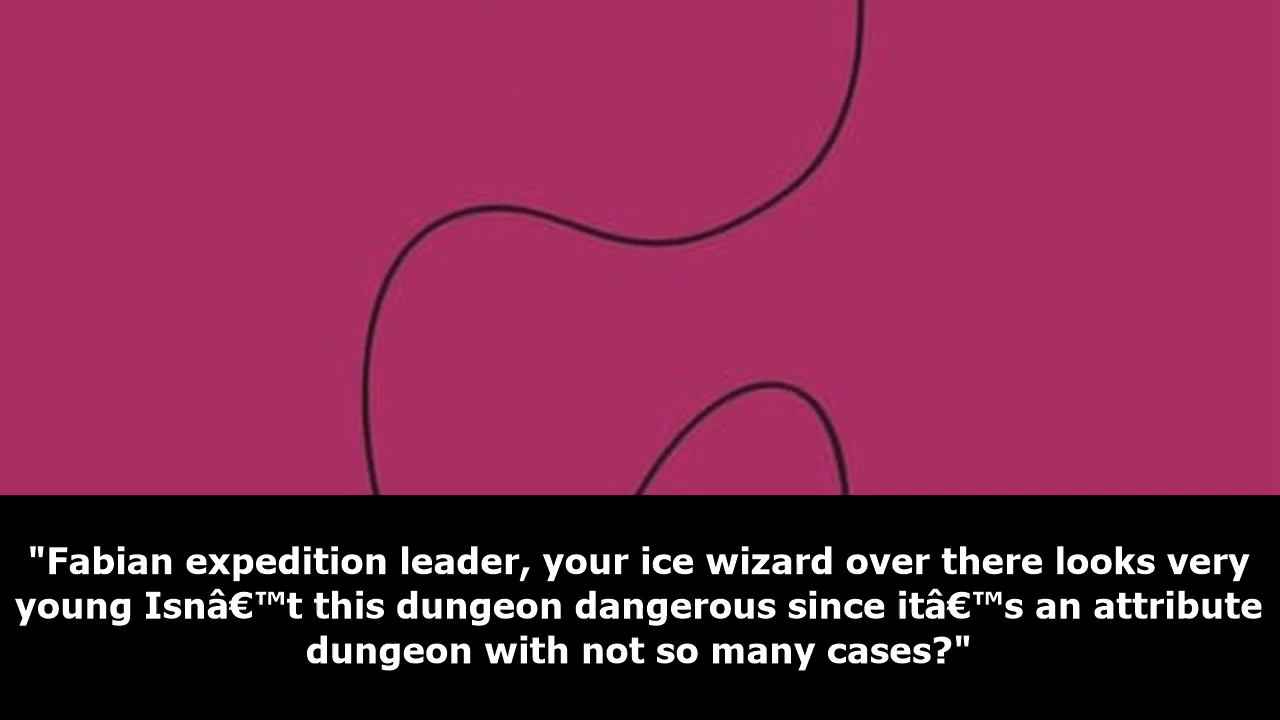 "Fabian expedition leader, your ice wizard over there looks very
young Isnâ€™t this dungeon dangerous since itâ€™s an attribute
dungeon with not so many cases?"